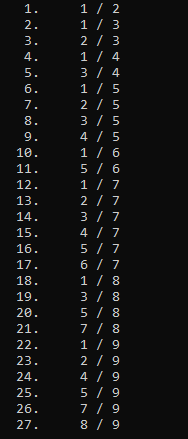 1. 1 / 2
2. 1 / 3
3. 2 / 3
4. 1 / 4
5. 3 / 4
6. 1 / 5
7. 2 / 5
8. 3 / 5
9. 4 / 5
10. 1 / 6
11. 5 / 6
12. 1 / 7
13. 2 / 7
14. 3 / 7
15. 4 / 7
16. 5 / 7
17. 6 / 7
18. 1 / 8
19. 3 / 8
20. 5 / 8
21. 7 / 8
22. 1 / 9
23. 2 / 9
24. 4 / 9
25. 5 / 9
26. 7 / 9
27. 8 / 9